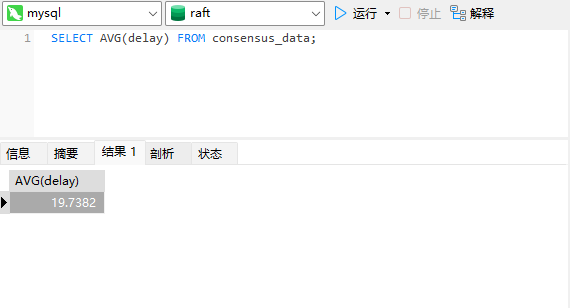 mysql raft 运行 停止 解释
1 SELECT AVG(delay) FROM consensus_data;
信息 摘要 结果 1 剖析 状态
AVG(delay)
19.7382